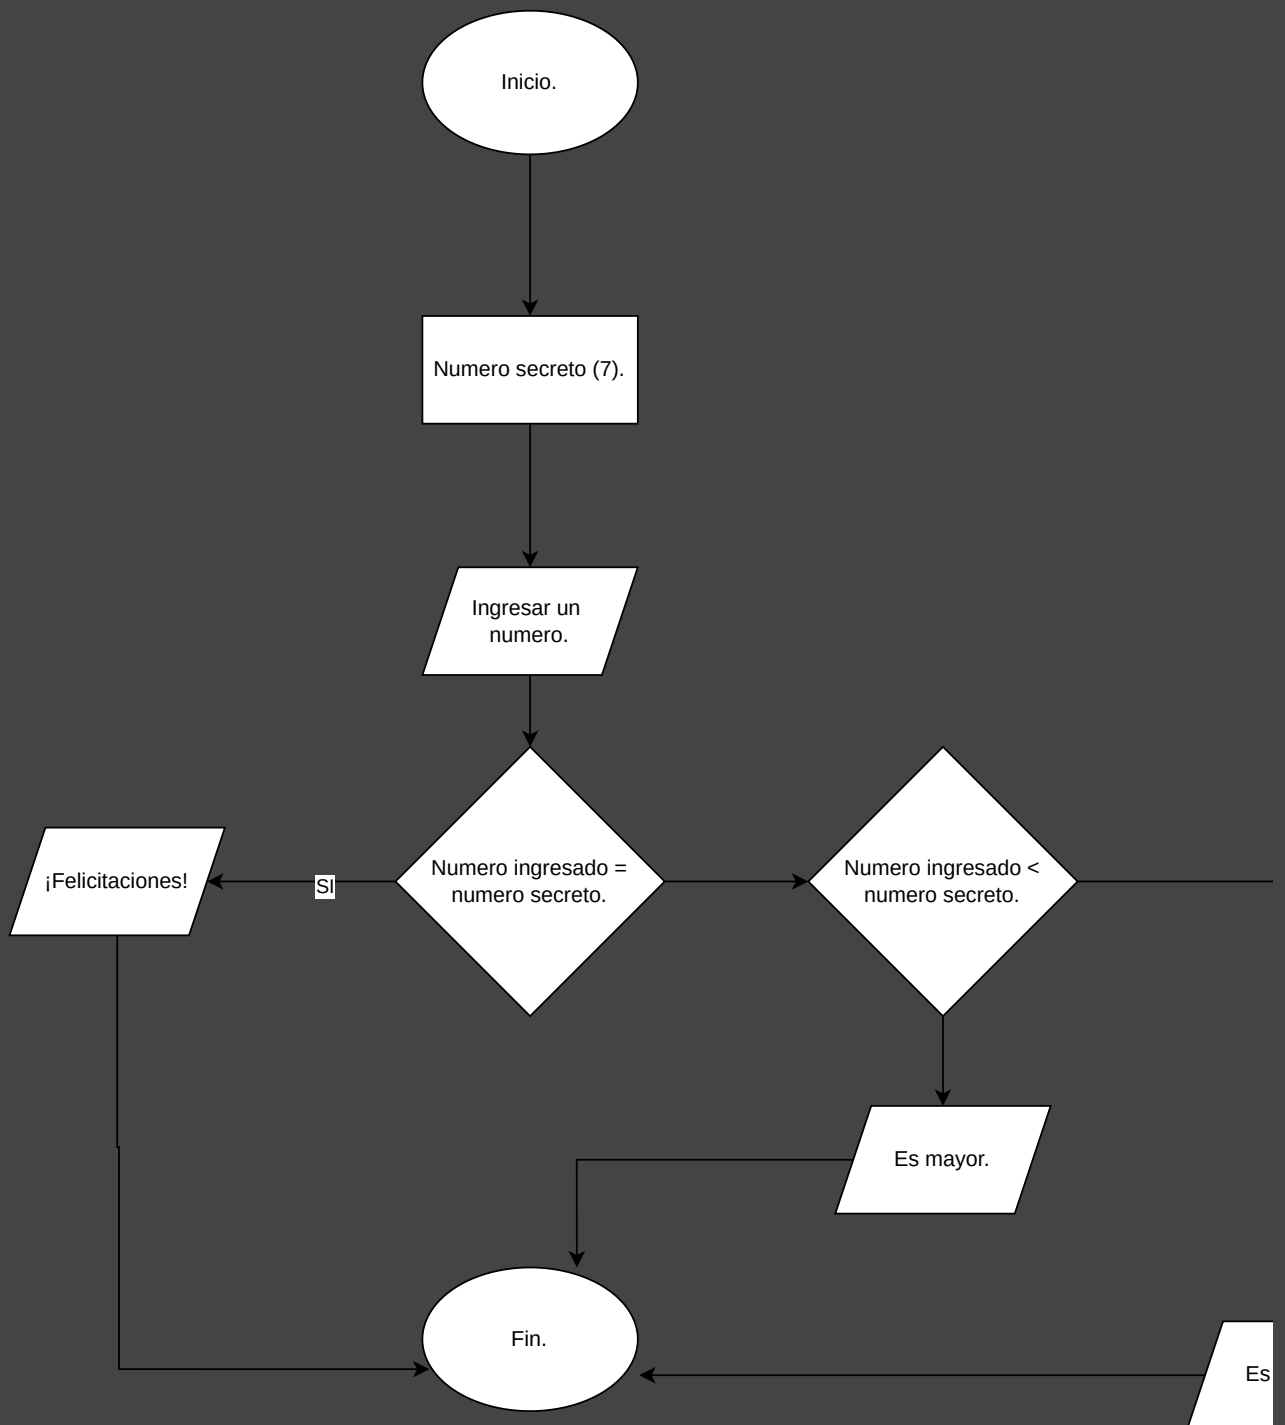 Inicio.
Numero secreto (7).
Ingresar un
numero.
¡Felicitaciones!
SI
Numero ingresado =
numero secreto.
Numero ingresado <
numero secreto.
Es mayor.
Fin.
Es